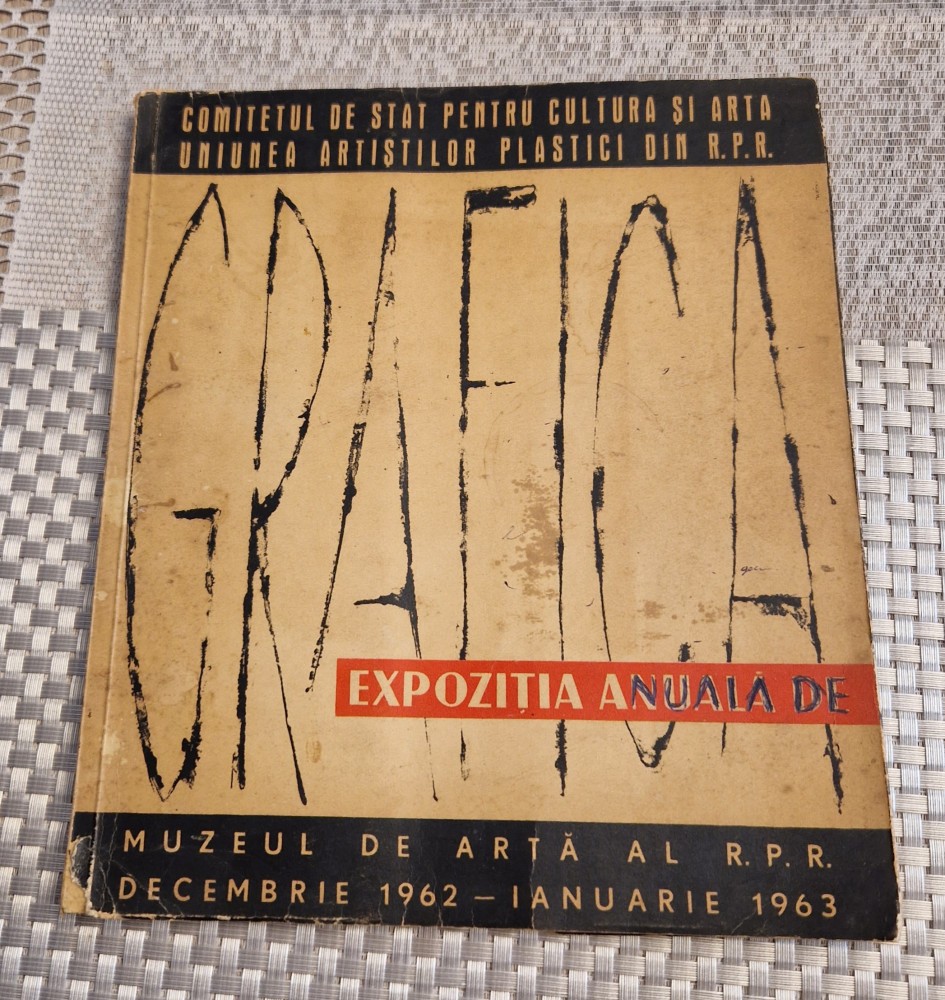 COMITETUL DE STAT PENTRU CULTURA ȘI ARTA
UNIUNEA ARTIȘTILOR PLASTICI DIN R.P.R.
GRAFICA
EXPOZIȚIA ANUALA DE
MUZEUL DE ARTĂ AL R.P.R.
DECEMBRIE 1962 – IANUARIE 1963